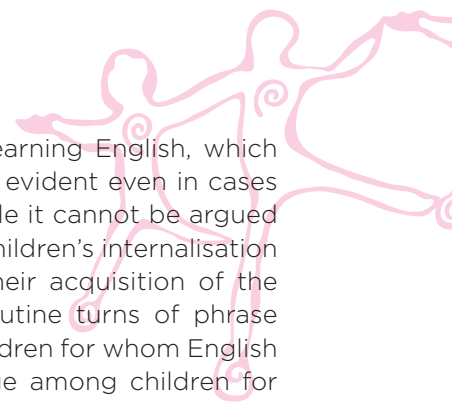 earning English, which
evident even in cases
le it cannot be argued
hildren's internalisation
heir acquisition of the
utine turns of phrase
dren for whom English
e among children for